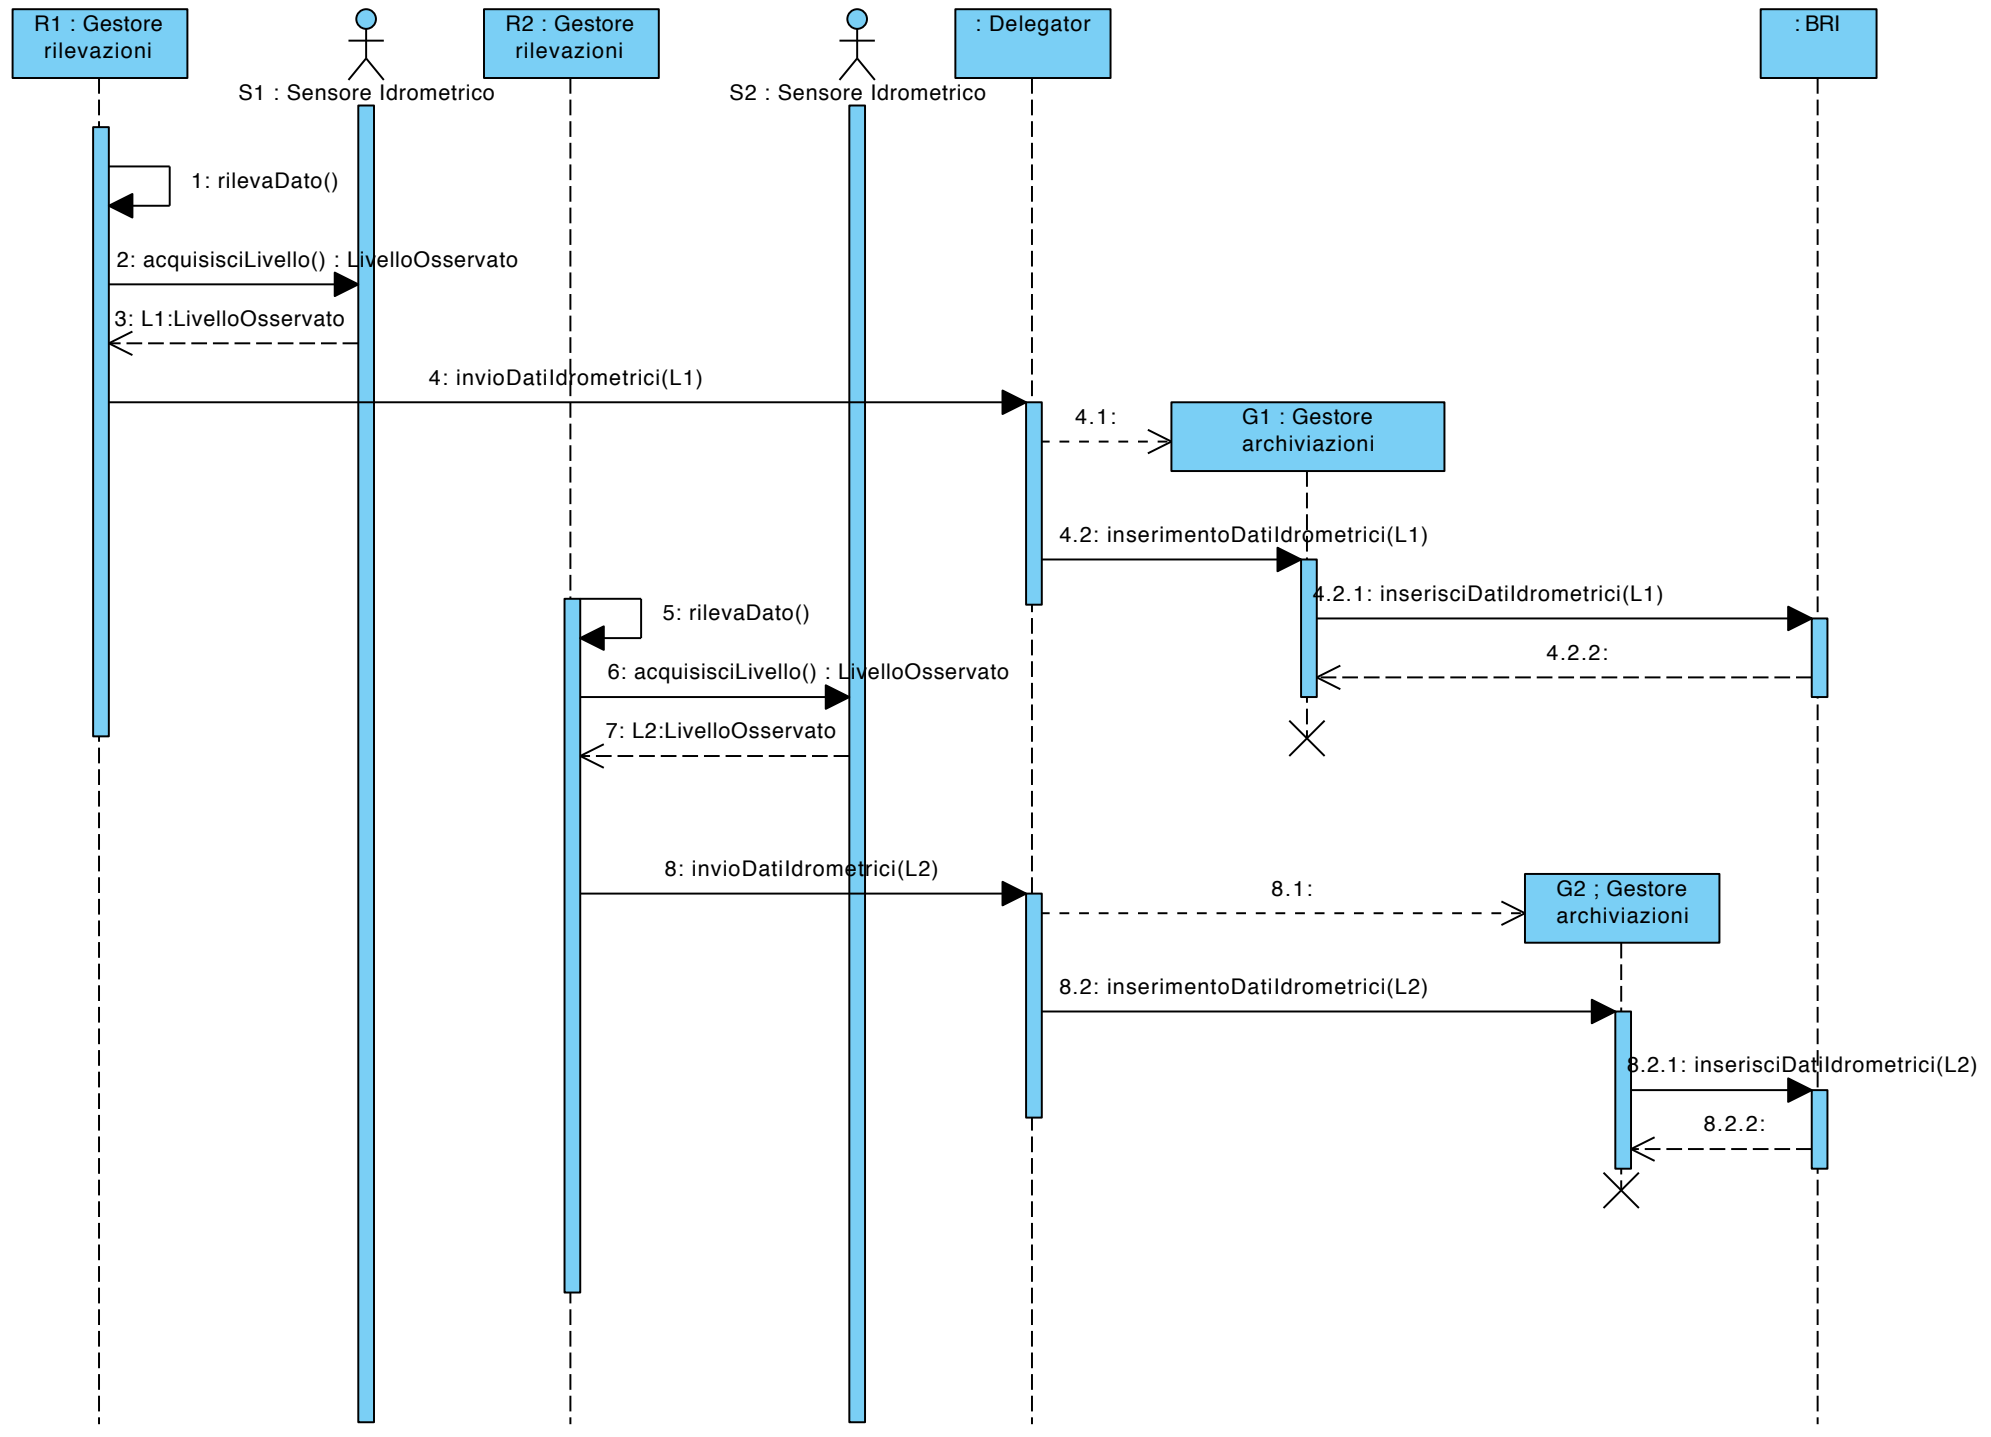 R1 : Gestore
rilevazioni
S1 : Sensore Idrometrico
R2 : Gestore
rilevazioni
S2 : Sensore Idrometrico
: Delegator
: BRI
1: rilevaDato()
2: acquisisciLivello() : LivelloOsservato
3: L1:LivelloOsservato
4: invioDatiIdrometrici(L1)
4.1:
G1 : Gestore
archiviazioni
4.2: inserimentoDatiIdrometrici(L1)
4.2.1: inserisciDatiIdrometrici(L1)
5: rilevaDato()
4.2.2:
6: acquisisciLivello() : LivelloOsservato
7: L2:LivelloOsservato
8: invioDatiIdrometrici(L2)
8.1:
G2 ; Gestore
archiviazioni
8.2: inserimentoDatiIdrometrici(L2)
8.2.1: inserisciDatiIdrometrici(L2)
8.2.2: